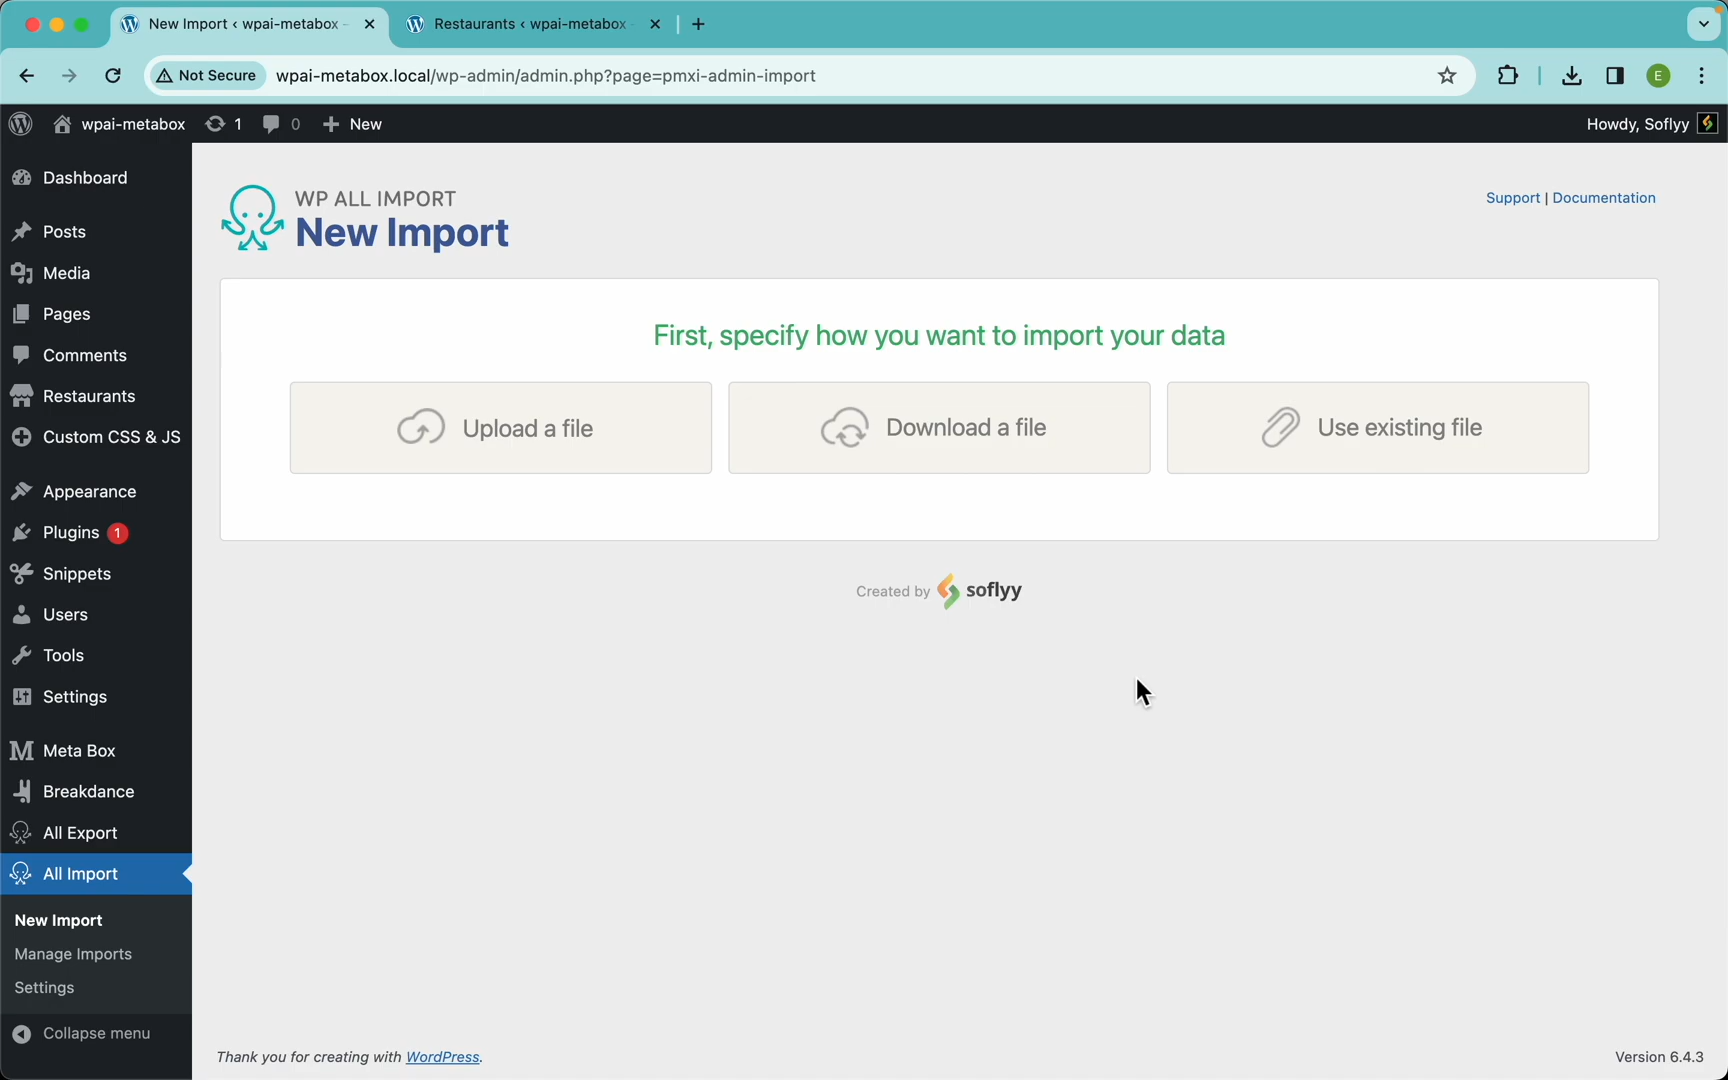 New Import ‹ wpai-metabox -
Restaurants ‹ wpai-metabox -
Not Secure
wpai-metabox.local/wp-admin/admin.php?page=pmxi-admin-import
E
wpai-metabox
1
0
New
Howdy, Soflyy
Dashboard
Posts
Media
Pages
Comments
Restaurants
Custom CSS & JS
Appearance
Plugins 1
Snippets
Users
Tools
Settings
Meta Box
Breakdance
All Export
All Import
New Import
Manage Imports
Settings
Collapse menu
WP ALL IMPORT
New Import
Support | Documentation
First, specify how you want to import your data
Upload a file
Download a file
Use existing file
Created by soflyy
Thank you for creating with WordPress.
Version 6.4.3